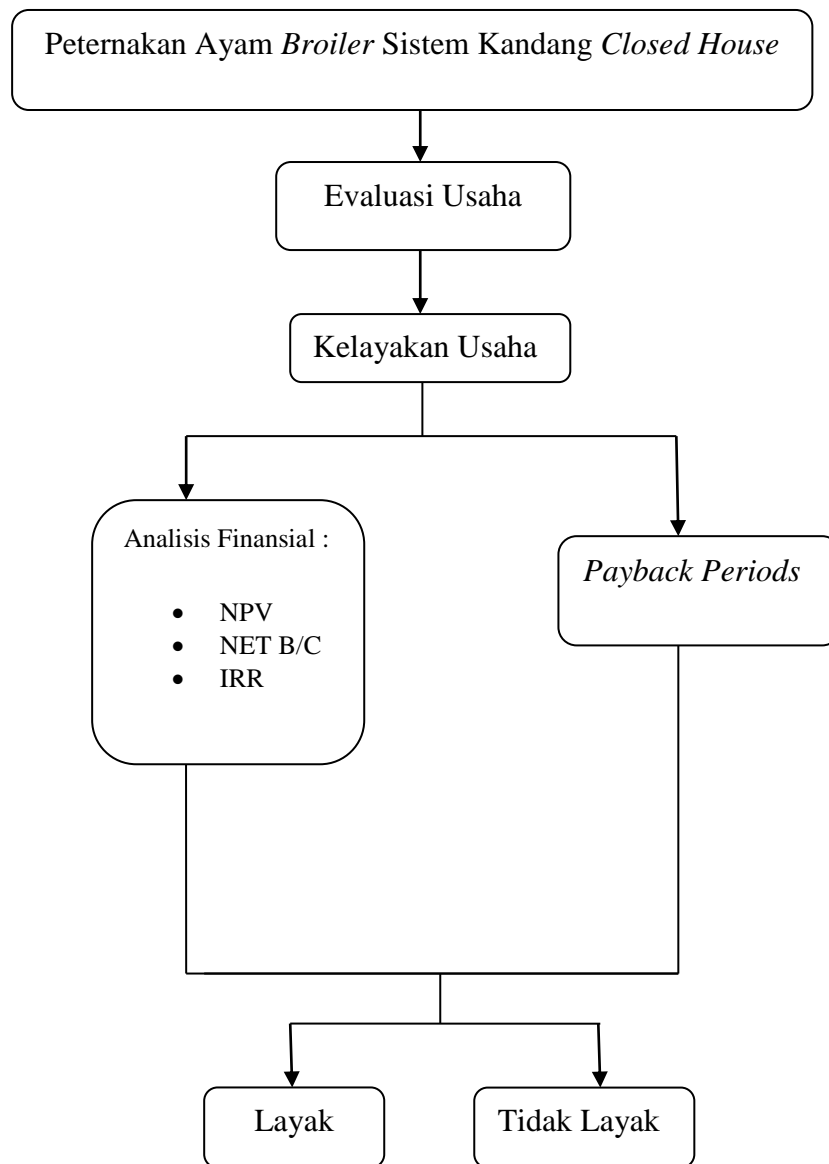 Peternakan Ayam Broiler Sistem Kandang Closed House
Evaluasi Usaha
Kelayakan Usaha
Analisis Finansial :
• NPV
• NET B/C
• IRR
Payback Periods
Layak
Tidak Layak